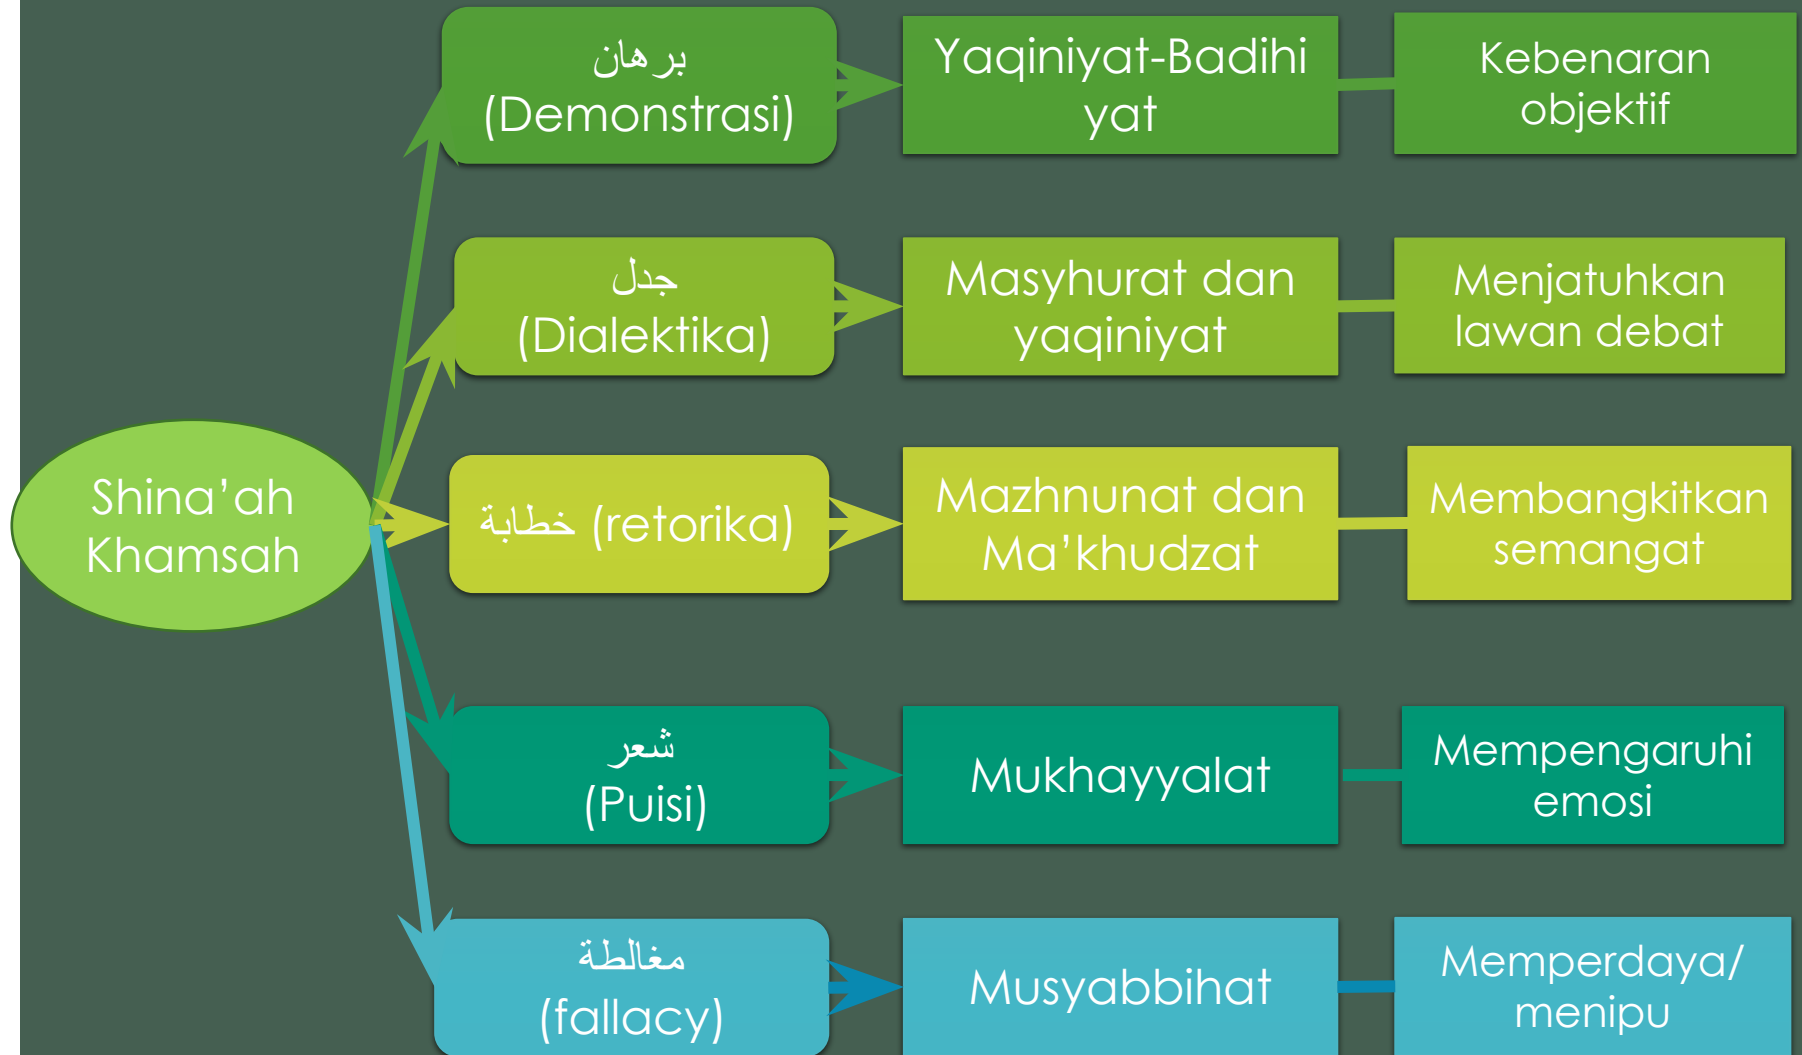 Shina’ah
Khamsah
برهان
(Demonstrasi)
Yaqiniyat-Badihi
yat
Kebenaran
objektif
جدل
(Dialektika)
Masyhurat dan
yaqiniyat
Menjatuhkan
lawan debat
خطابة (retorika)
Mazhnunat dan
Ma’khudzat
Membangkitkan
semangat
شعر
(Puisi)
Mukhayyalat
Mempengaruhi
emosi
مغالطة
(fallacy)
Musyabbihat
Memperdaya/
menipu